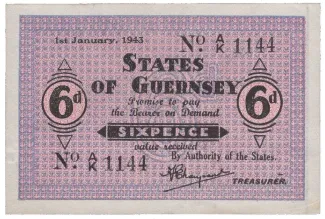 1st January, 1943. No. A/K 1144
STATES
OF GUERNSEY
6d 6d
Promise to pay
the Bearer on Demand
SIXPENCE
value received
No. A/K 1144 By Authority of the States.
TREASURER.